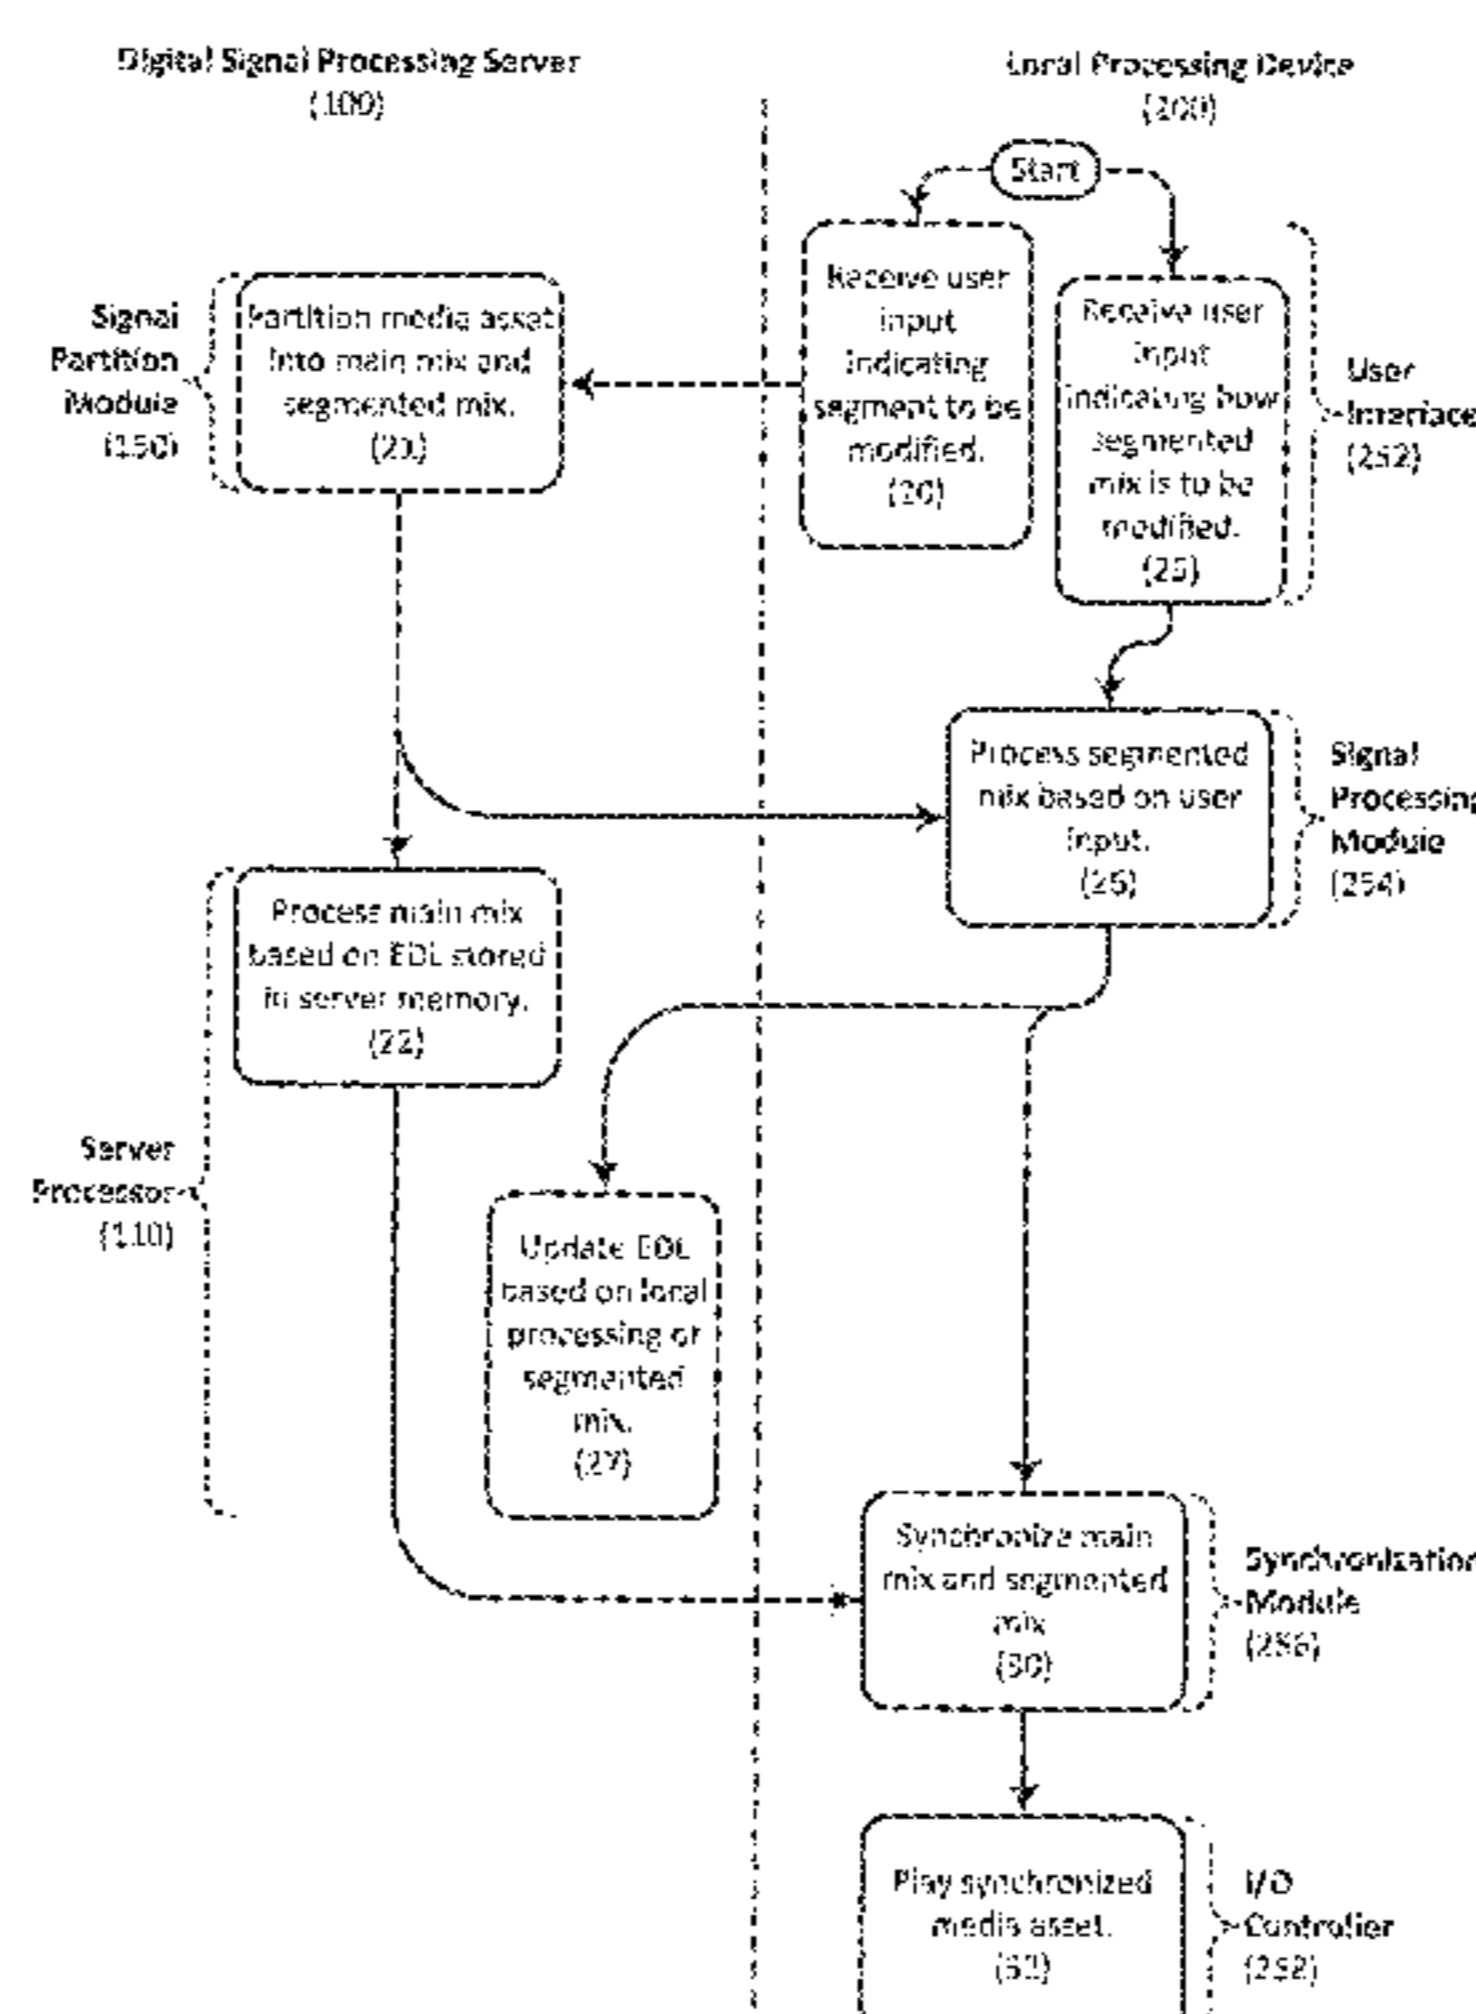 Digital Signal Processing Server
(100)
Local Processing Device
(200)
Start
Signal
Partition
Module
(150)
Partition media asset
into main mix and
segmented mix.
(21)
Receive user
input
indicating
segment to be
modified.
(20)
Receive user
input
indicating how
segmented
mix is to be
modified.
(25)
User
Interface
(252)
Process segmented
mix based on user
input.
(26)
Signal
Processing
Module
(254)
Process main mix
based on EDL stored
in server memory.
(22)
Server
Processor
(110)
Update EDL
based on local
processing of
segmented
mix.
(27)
Synchronize main
mix and segmented
mix
(30)
Synchronization
Module
(256)
Play synchronized
media asset.
I/O
Controller